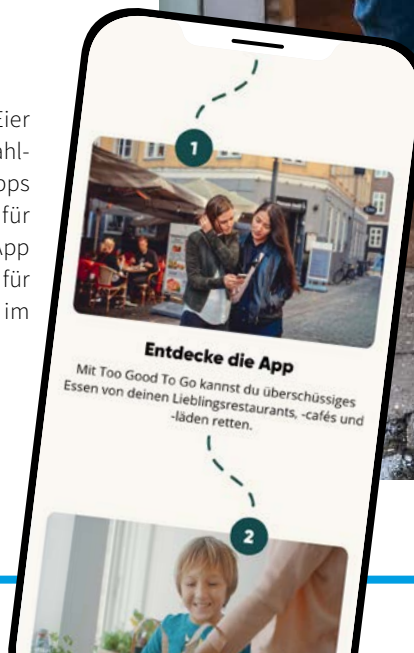 Eier
ahl-
pps
für
App
für
im
1
Entdecke die App
Mit Too Good To Go kannst du überschüssiges
Essen von deinen Lieblingsrestaurants, -cafés und
-läden retten.
2